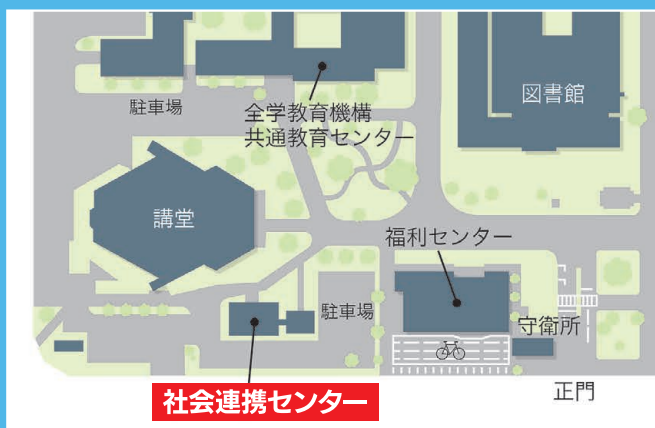 駐車場
全学教育機構
共通教育センター
図書館
講堂
福利センター
駐車場
守衛所
正門
社会連携センター